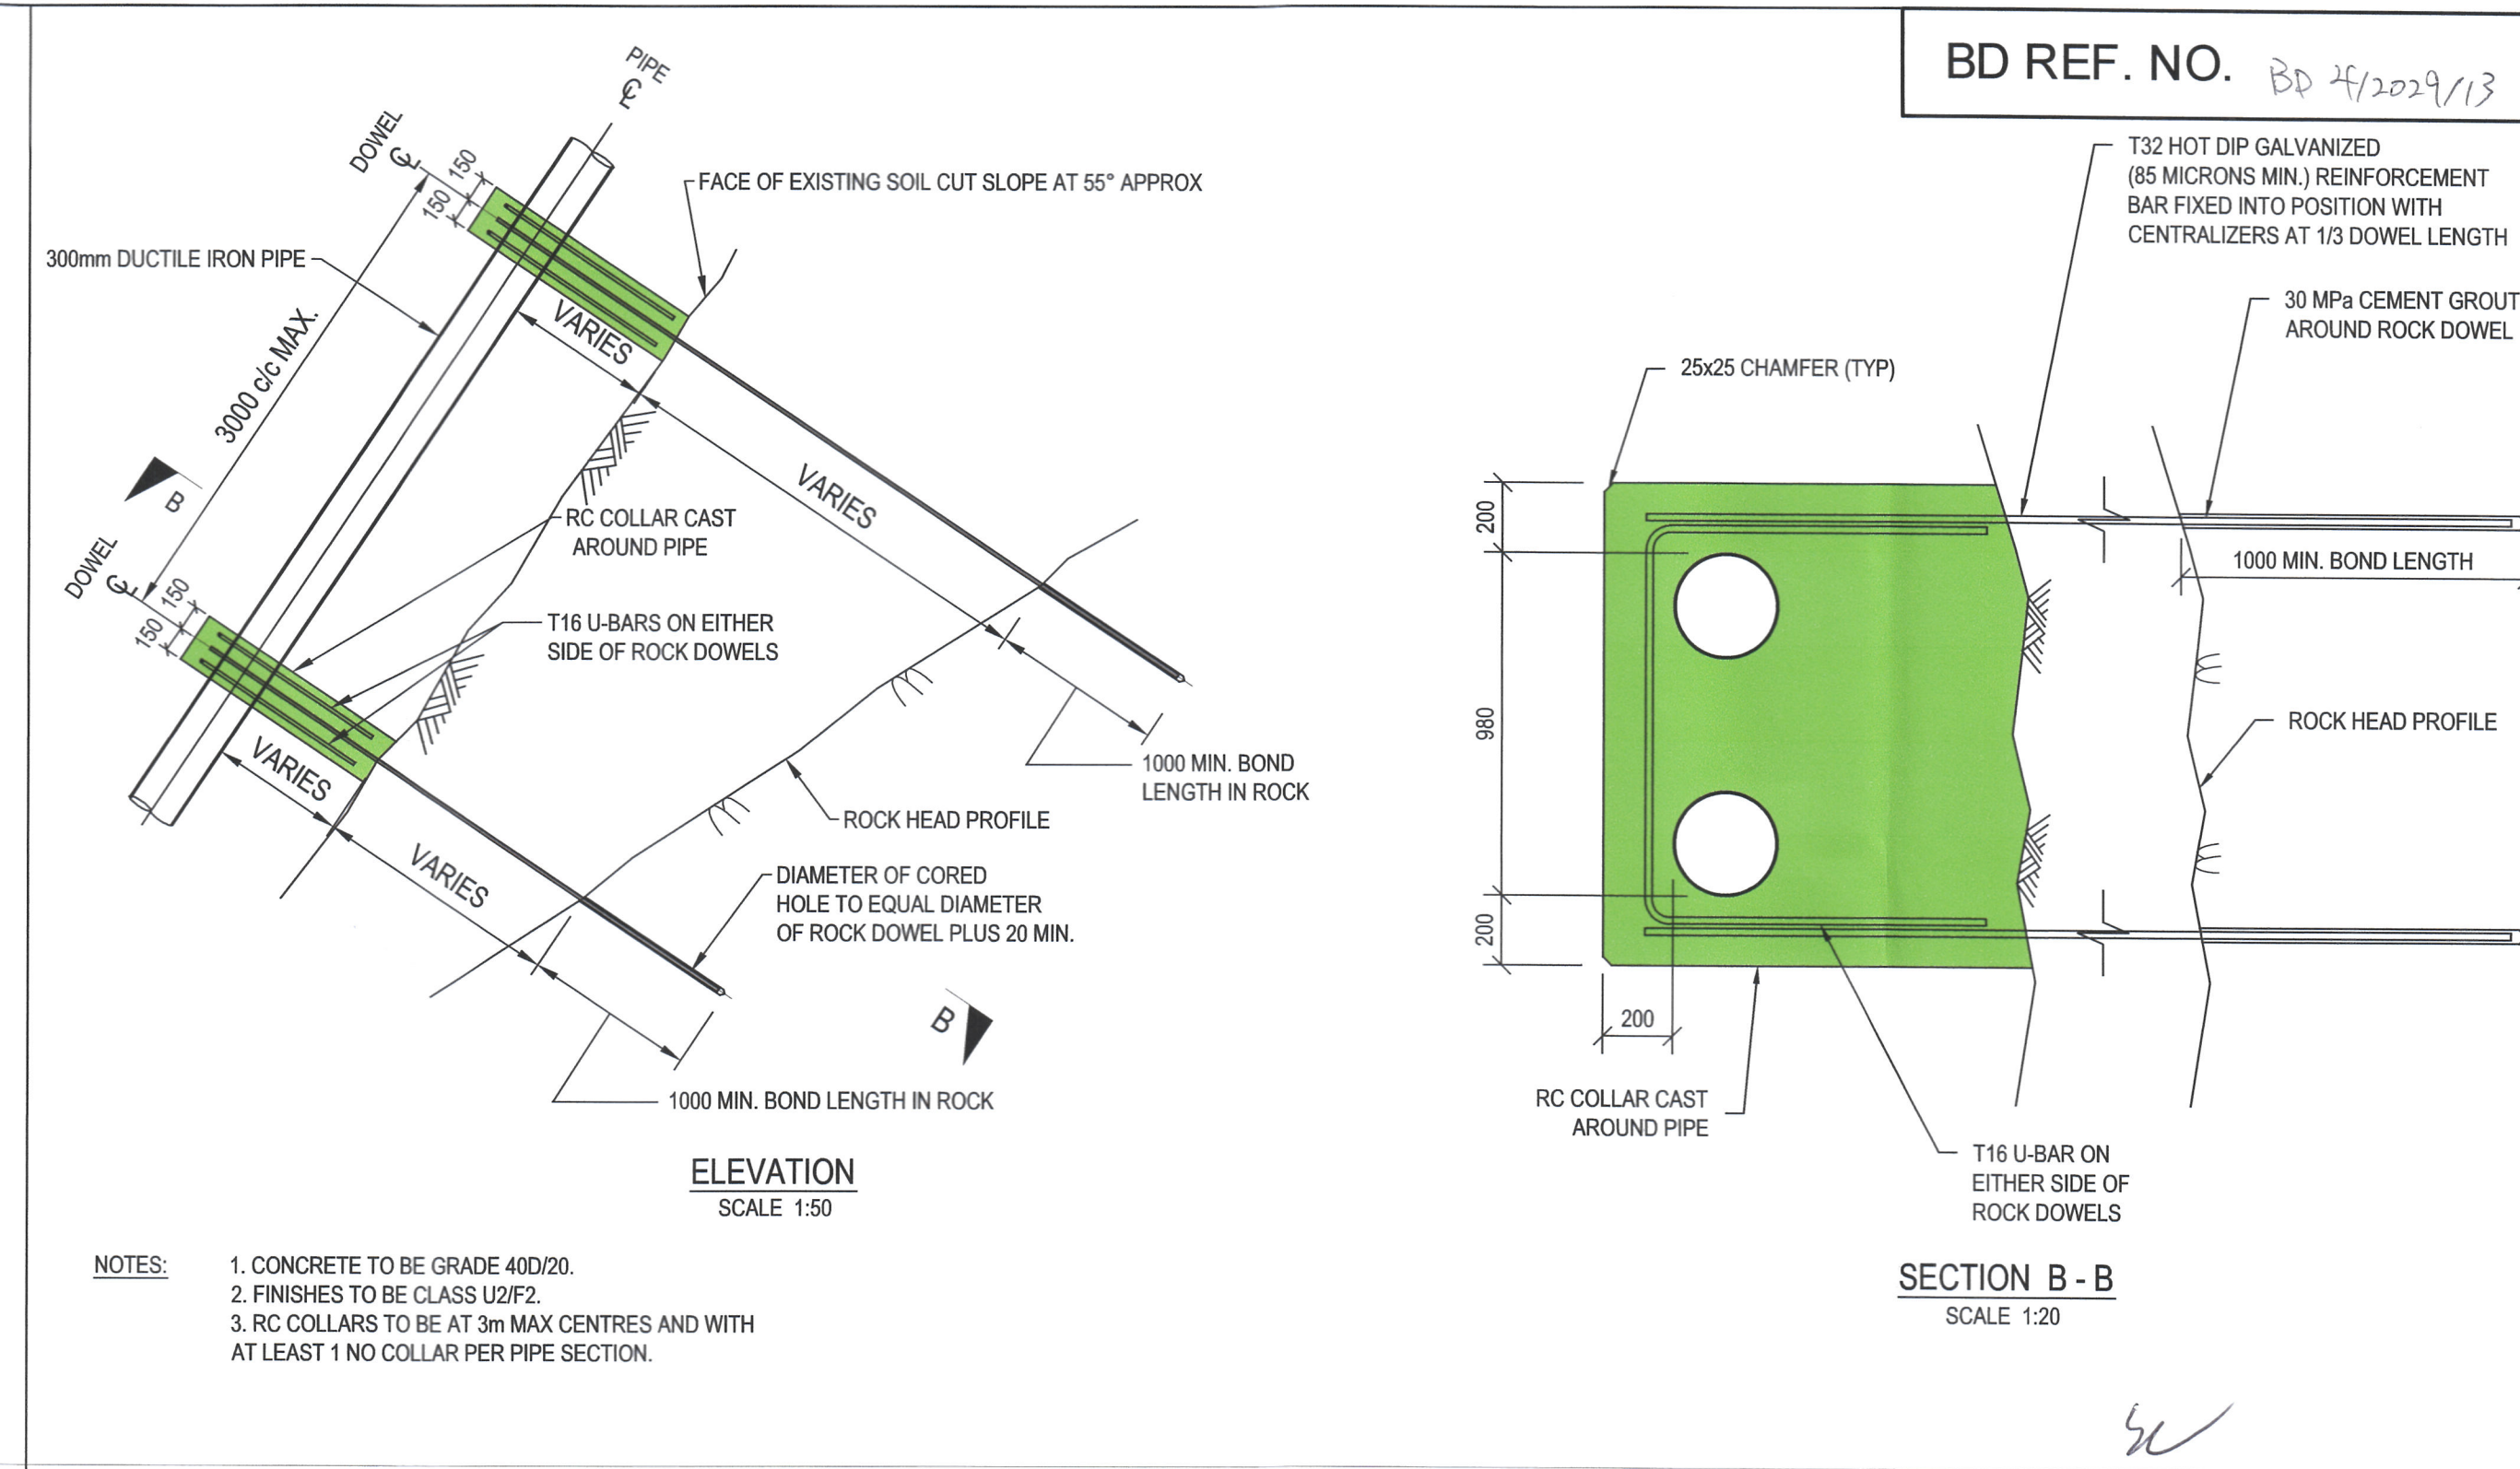 BD REF. NO. BD 4/2029/13
PIPE
℄
DOWEL
℄
150
150
FACE OF EXISTING SOIL CUT SLOPE AT 55° APPROX
300mm DUCTILE IRON PIPE
3000 c/c MAX.
VARIES
VARIES
B
RC COLLAR CAST
AROUND PIPE
DOWEL
℄
150
150
T16 U-BARS ON EITHER
SIDE OF ROCK DOWELS
VARIES
VARIES
1000 MIN. BOND
LENGTH IN ROCK
ROCK HEAD PROFILE
DIAMETER OF CORED
HOLE TO EQUAL DIAMETER
OF ROCK DOWEL PLUS 20 MIN.
B
1000 MIN. BOND LENGTH IN ROCK
ELEVATION
SCALE 1:50
NOTES:
1. CONCRETE TO BE GRADE 40D/20.
2. FINISHES TO BE CLASS U2/F2.
3. RC COLLARS TO BE AT 3m MAX CENTRES AND WITH
AT LEAST 1 NO COLLAR PER PIPE SECTION.
T32 HOT DIP GALVANIZED
(85 MICRONS MIN.) REINFORCEMENT
BAR FIXED INTO POSITION WITH
CENTRALIZERS AT 1/3 DOWEL LENGTH
30 MPa CEMENT GROUT
AROUND ROCK DOWEL
25x25 CHAMFER (TYP)
200
1000 MIN. BOND LENGTH
980
ROCK HEAD PROFILE
200
200
RC COLLAR CAST
AROUND PIPE
T16 U-BAR ON
EITHER SIDE OF
ROCK DOWELS
SECTION B - B
SCALE 1:20